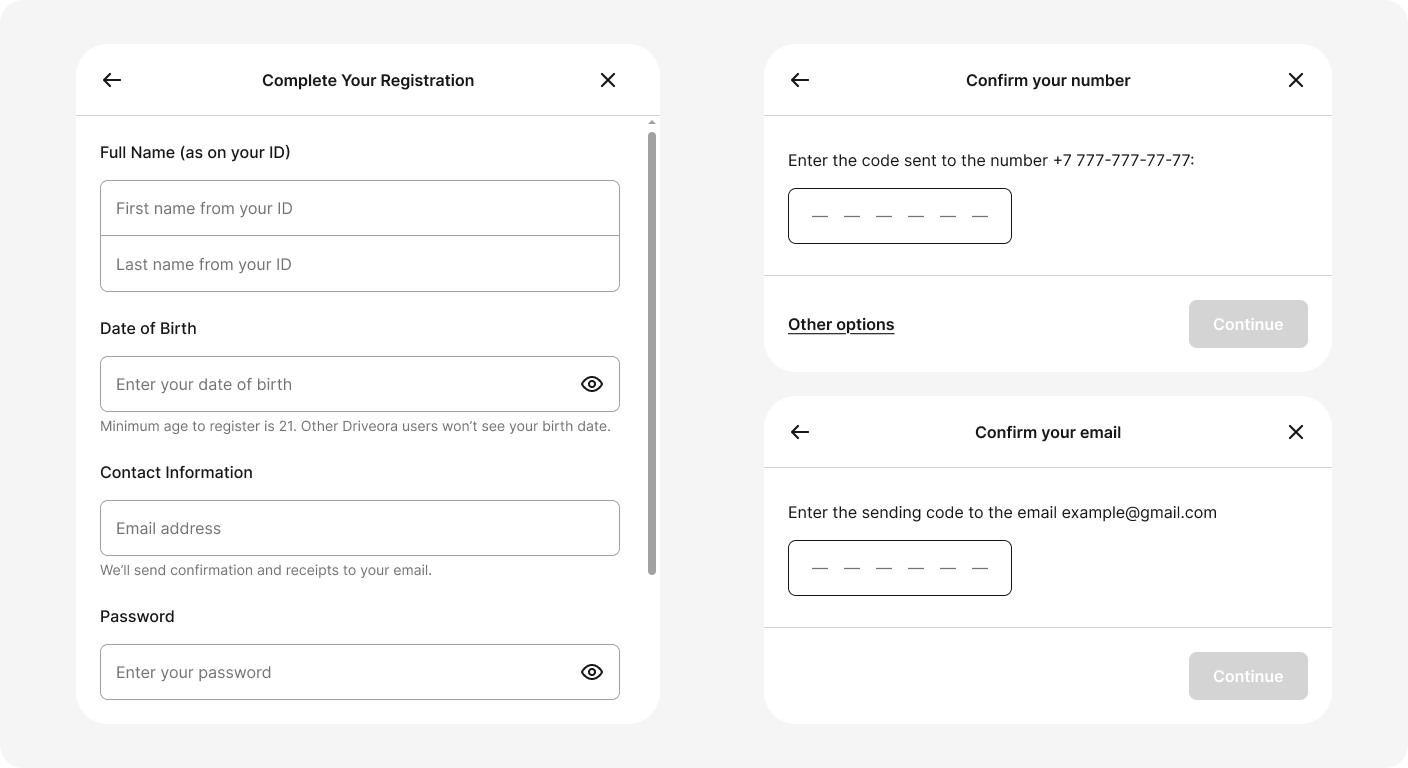 Complete Your Registration
Full Name (as on your ID)
First name from your ID
Last name from your ID
Date of Birth
Enter your date of birth
Minimum age to register is 21. Other Driveora users won’t see your birth date.
Contact Information
Email address
We’ll send confirmation and receipts to your email.
Password
Enter your password
Confirm your number
Enter the code sent to the number +7 777-777-77-77:
Other options
Continue
Confirm your email
Enter the sending code to the email example@gmail.com
Continue